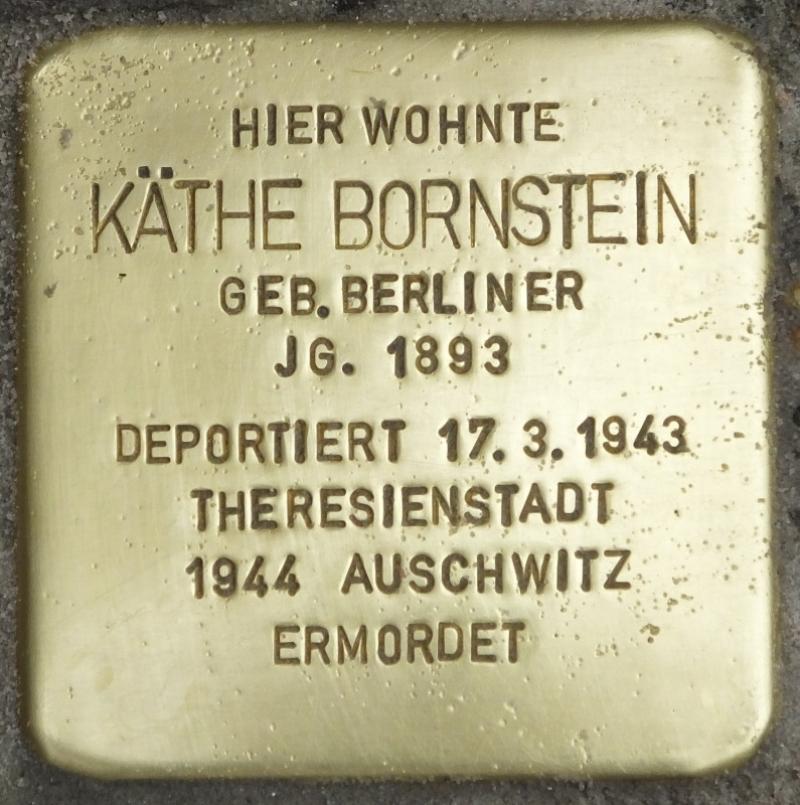 HIER WOHNTE
KÄTHE BORNSTEIN
GEB. BERLINER
JG. 1893
DEPORTIERT 17. 3. 1943
THERESIENSTADT
1944 AUSCHWITZ
ERMORDET